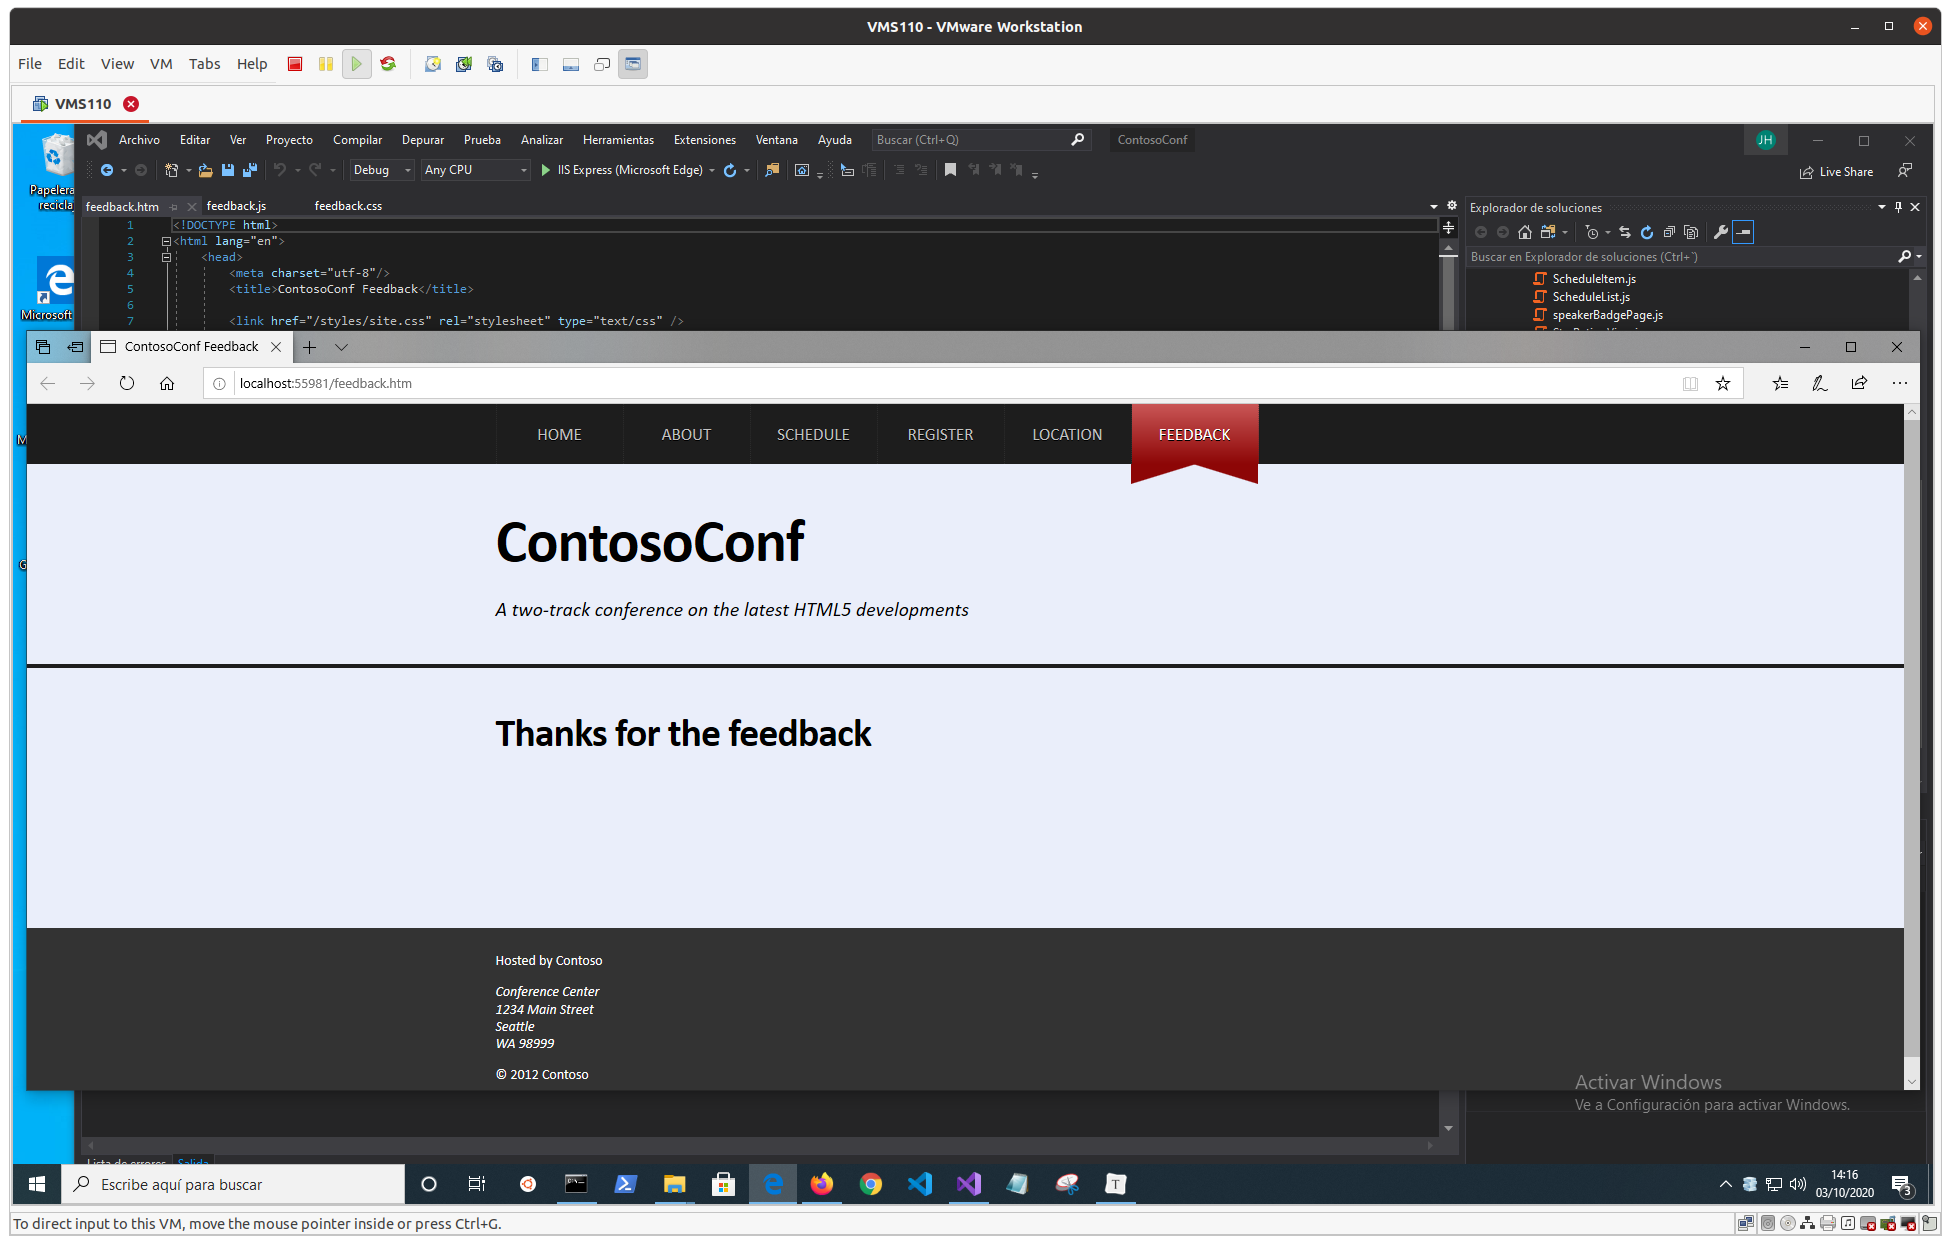 VMS110 - VMware Workstation
File Edit View VM Tabs Help
VMS110
Archivo Editar Ver Proyecto Compilar Depurar Prueba Analizar Herramientas Extensiones Ventana Ayuda Buscar (Ctrl+Q) ContosoConf JH
Debug Any CPU IIS Express (Microsoft Edge) Live Share
Papelera
reciclaj
Microsoft
feedback.htm feedback.js feedback.css
1 <!DOCTYPE html>
2 <html lang="en">
3 <head>
4 <meta charset="utf-8"/>
5 <title>ContosoConf Feedback</title>
6
7 <link href="/styles/site.css" rel="stylesheet" type="text/css" />
Explorador de soluciones
Buscar en Explorador de soluciones (Ctrl+`)
ScheduleItem.js
ScheduleList.js
speakerBadgePage.js
ContosoConf Feedback
localhost:55981/feedback.htm
HOME ABOUT SCHEDULE REGISTER LOCATION FEEDBACK
ContosoConf
A two-track conference on the latest HTML5 developments
Thanks for the feedback
Hosted by Contoso
Conference Center
1234 Main Street
Seattle
WA 98999
© 2012 Contoso
Activar Windows
Ve a Configuración para activar Windows.
Lista de errores Salida
Escribe aquí para buscar
14:16
03/10/2020
3
To direct input to this VM, move the mouse pointer inside or press Ctrl+G.